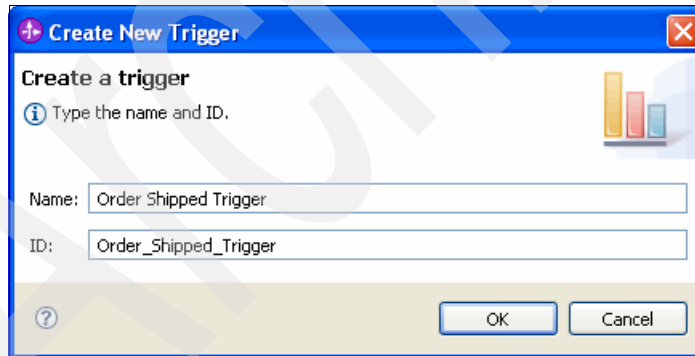 Create New Trigger
Create a trigger
Type the name and ID.
Name: Order Shipped Trigger
ID: Order_Shipped_Trigger
OK Cancel